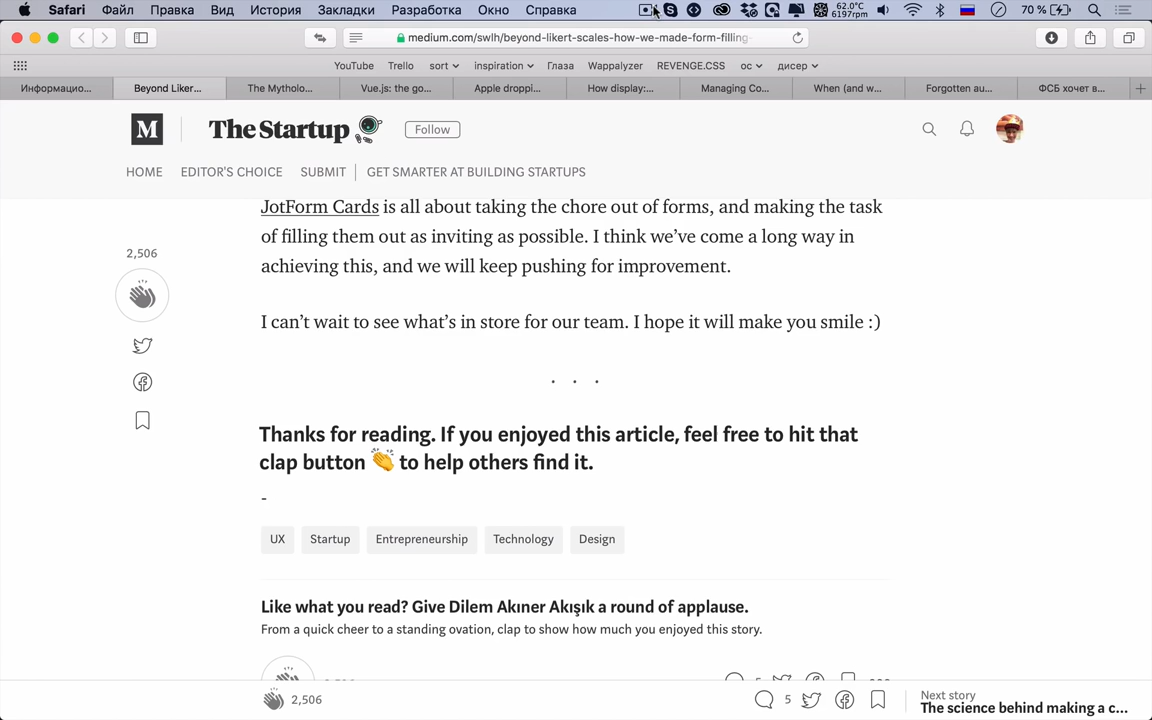 Safari Файл Правка Вид История Закладки Разработка Окно Справка 62.0°C 6197rpm 70 %
medium.com/swlh/beyond-likert-scales-how-we-made-form-filling-
YouTube Trello sort inspiration Глаза Wappalyzer REVENGE.CSS ос дисер
Информацио... Beyond Liker... The Mytholo... Vue.js: the go... Apple droppi... How display:... Managing Co... When (and w... Forgotten au... ФСБ хочет в... +
M The Startup Follow
HOME EDITOR'S CHOICE SUBMIT GET SMARTER AT BUILDING STARTUPS
JotForm Cards is all about taking the chore out of forms, and making the task
of filling them out as inviting as possible. I think we've come a long way in
achieving this, and we will keep pushing for improvement.
2,506
I can't wait to see what's in store for our team. I hope it will make you smile :)
. . .
Thanks for reading. If you enjoyed this article, feel free to hit that
clap button 👏 to help others find it.
-
UX Startup Entrepreneurship Technology Design
Like what you read? Give Dilem Akıner Akışık a round of applause.
From a quick cheer to a standing ovation, clap to show how much you enjoyed this story.
2,506 5 Next story
The science behind making a c...